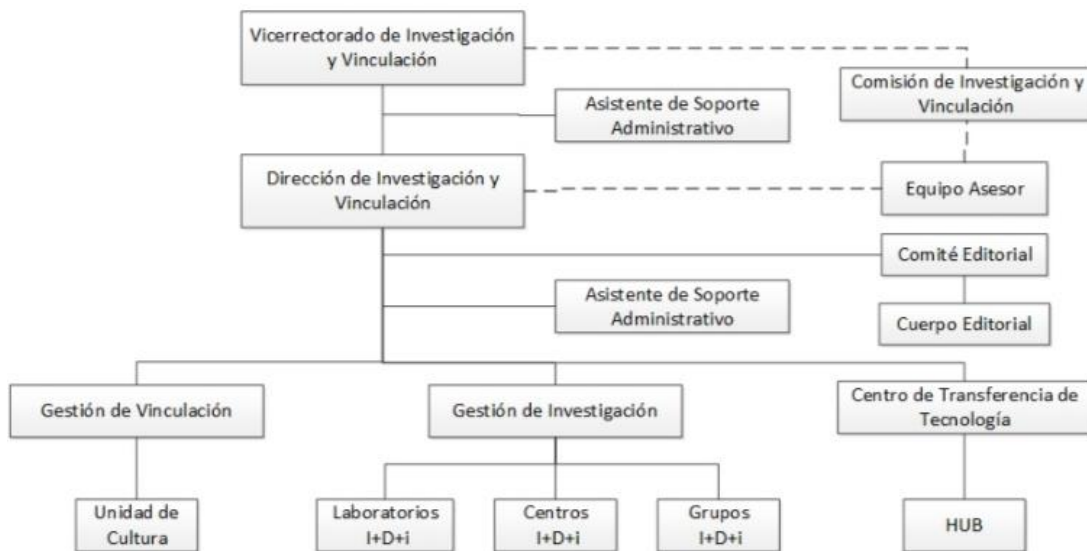 Vicerrectorado de Investigación
y Vinculación
Comisión de Investigación y
Vinculación
Asistente de Soporte
Administrativo
Dirección de Investigación y
Vinculación
Equipo Asesor
Comité Editorial
Asistente de Soporte
Administrativo
Cuerpo Editorial
Gestión de Vinculación
Gestión de Investigación
Centro de Transferencia de
Tecnología
Unidad de
Cultura
Laboratorios
I+D+i
Centros
I+D+i
Grupos
I+D+i
HUB